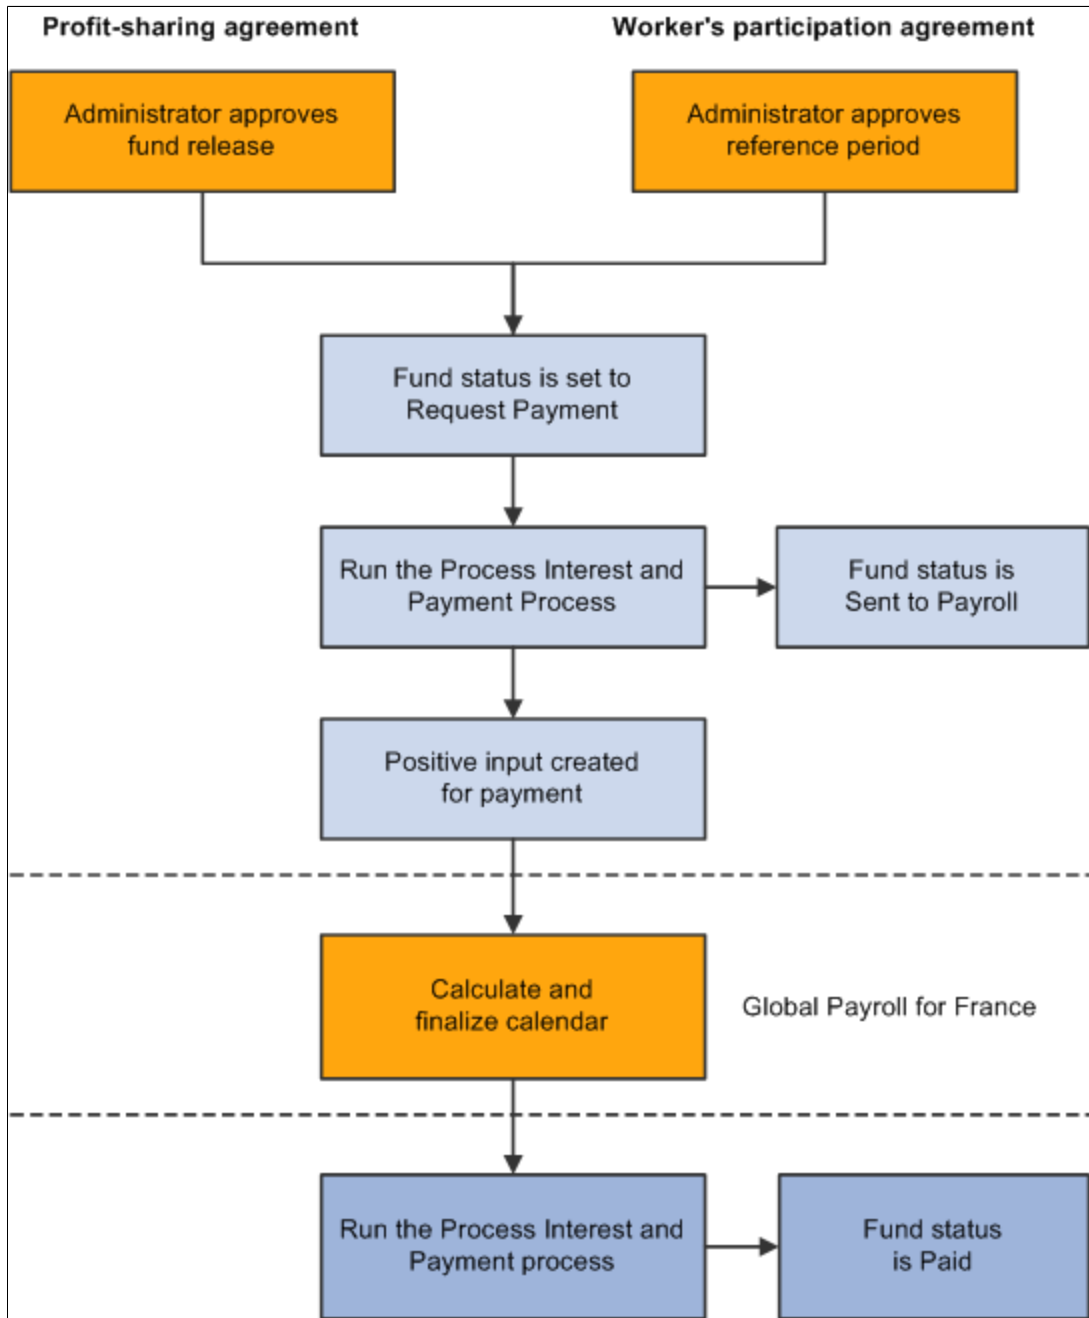 Profit-sharing agreement
Worker's participation agreement
Administrator approves
fund release
Administrator approves
reference period
Fund status is set to
Request Payment
Run the Process Interest and
Payment Process
Fund status is
Sent to Payroll
Positive input created
for payment
Calculate and
finalize calendar
Global Payroll for France
Run the Process Interest and
Payment process
Fund status
is Paid